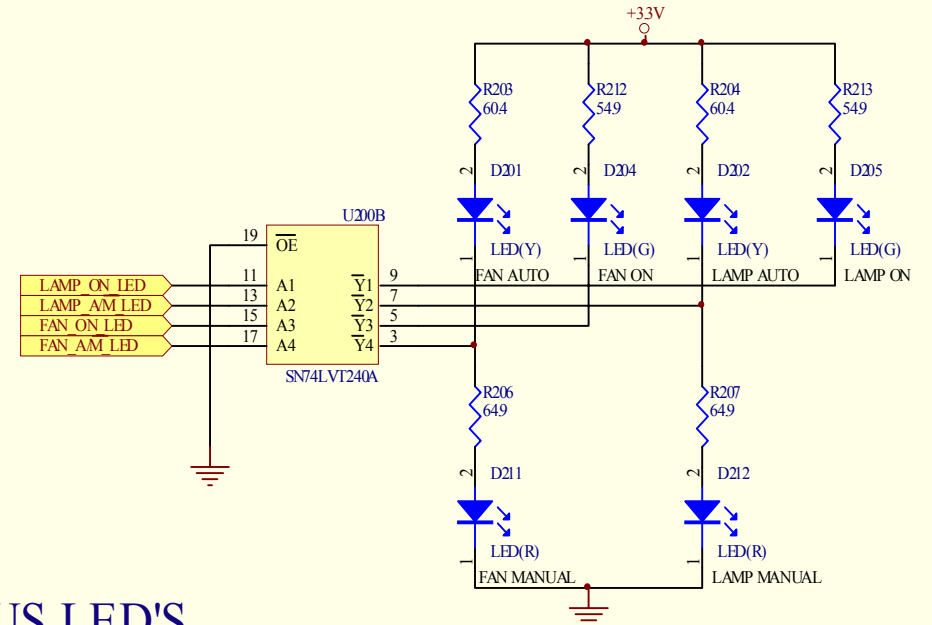 +3.3V
R203
60.4
R212
54.9
R204
60.4
R213
54.9
2 D201
2 D204
2 D202
2 D205
LED(Y)
LED(G)
LED(Y)
LED(G)
1 FAN AUTO
1 FAN ON
1 LAMP AUTO
1 LAMP ON
U200B
19 OE
LAMP_ON_LED 11 A1 Y1 9
LAMP_A/M_LED 13 A2 Y2 7
FAN_ON_LED 15 A3 Y3 5
FAN_A/M_LED 17 A4 Y4 3
SN74LVT240A
R206
64.9
R207
64.9
2 D211
2 D212
LED(R)
LED(R)
1 FAN MANUAL
1 LAMP MANUAL
LED'S